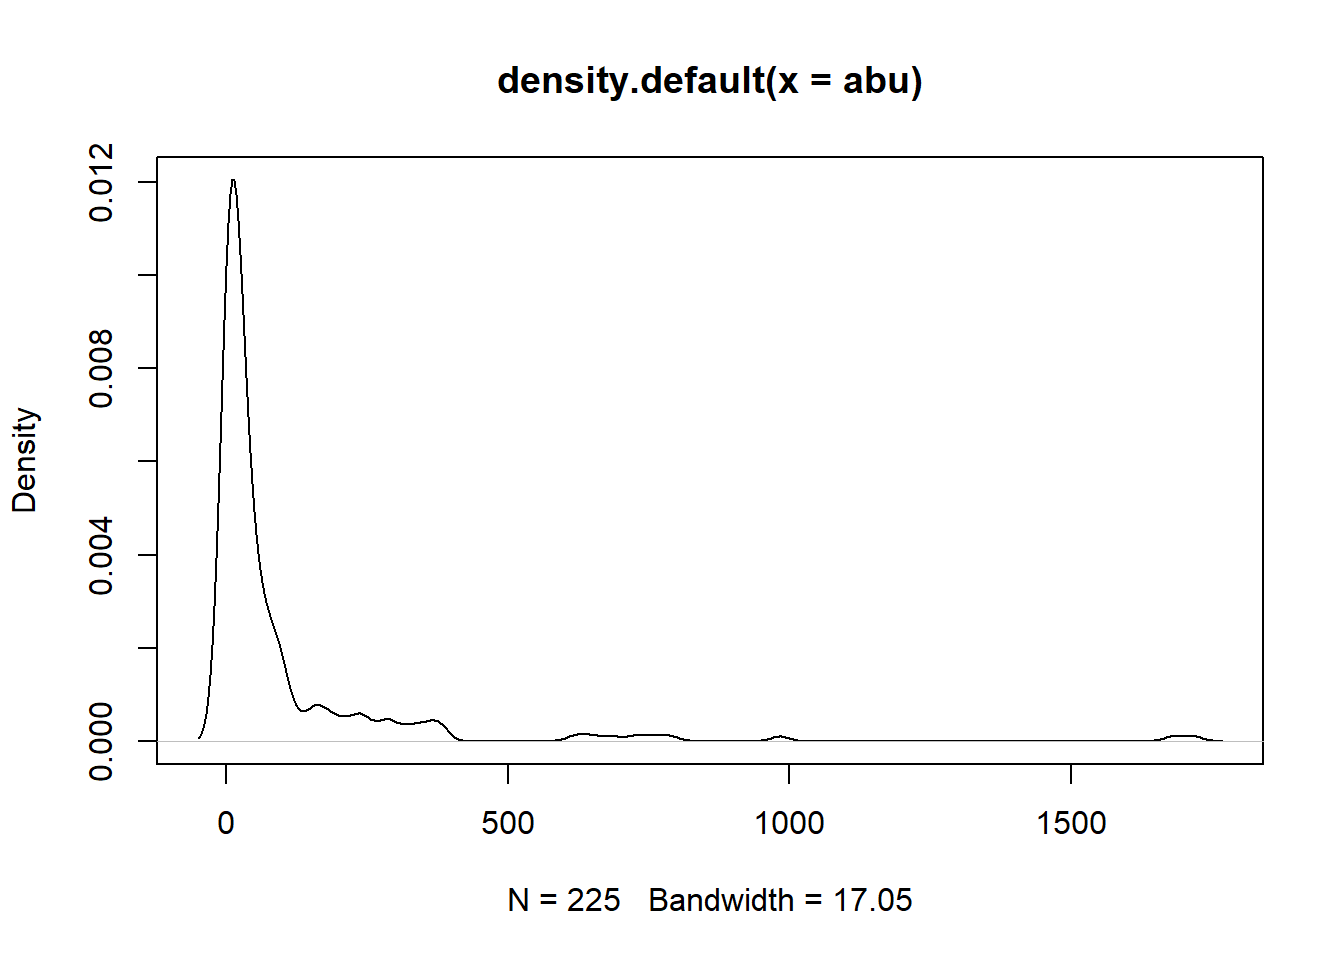 density.default(x = abu)
Density
0.012
0.008
0.004
0.000
0 500 1000 1500
N = 225   Bandwidth = 17.05